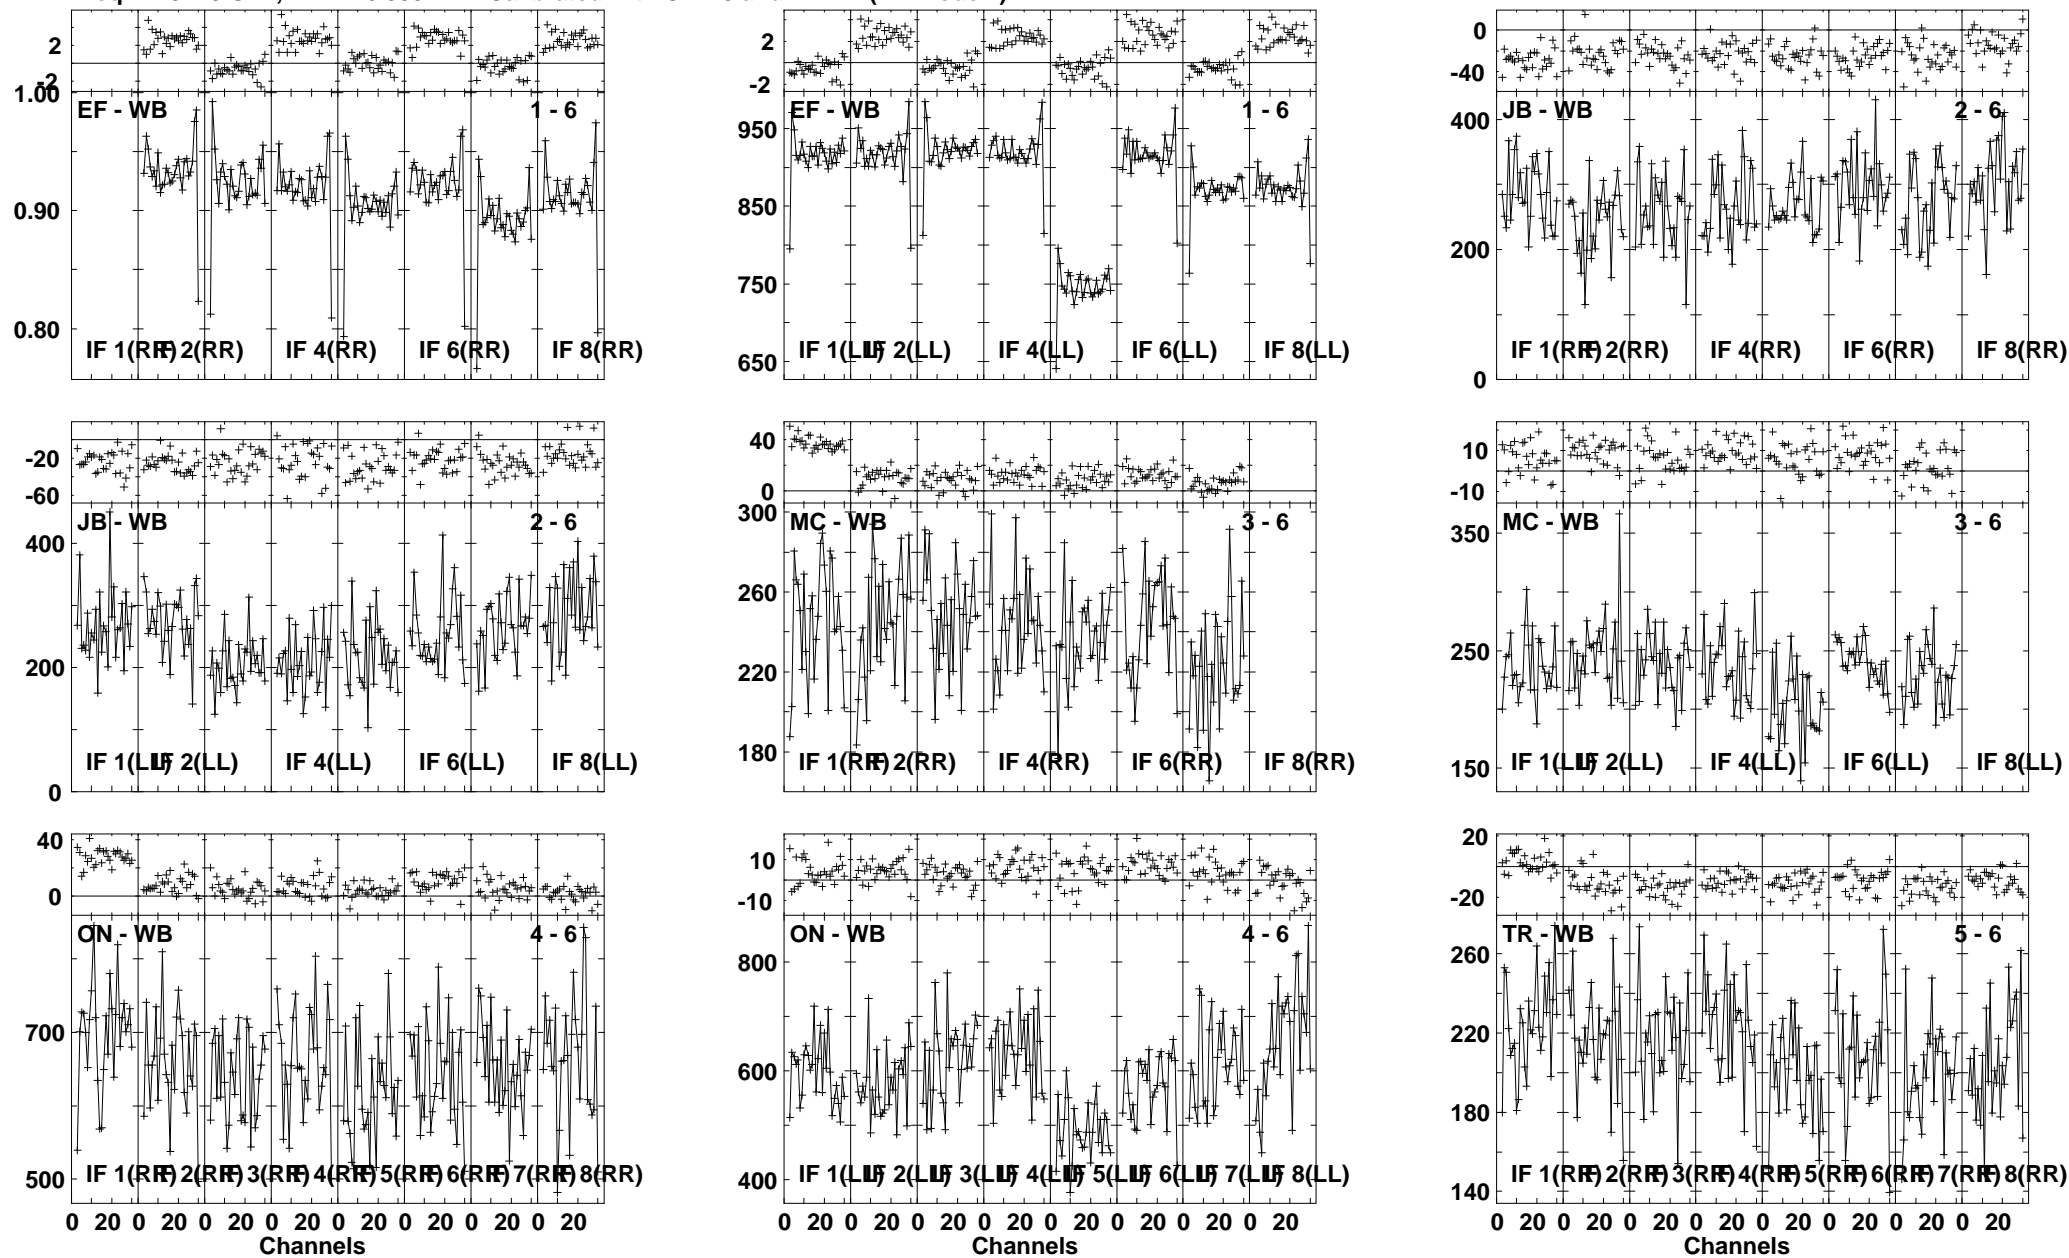 2
-2
1.00
EF - WB
1 - 6
0.90
0.80
IF 1(RR)
IF 2(RR)
IF 4(RR)
IF 6(RR)
IF 8(RR)
2
-2
EF - WB
1 - 6
950
850
750
650
IF 1(LL)
IF 2(LL)
IF 4(LL)
IF 6(LL)
IF 8(LL)
0
-40
JB - WB
2 - 6
400
200
0
IF 1(RR)
IF 2(RR)
IF 4(RR)
IF 6(RR)
IF 8(RR)
-20
-60
JB - WB
2 - 6
400
200
0
IF 1(LL)
IF 2(LL)
IF 4(LL)
IF 6(LL)
IF 8(LL)
40
0
MC - WB
3 - 6
300
260
220
180
IF 1(RR)
IF 2(RR)
IF 4(RR)
IF 6(RR)
IF 8(RR)
10
-10
MC - WB
3 - 6
350
250
150
IF 1(LL)
IF 2(LL)
IF 4(LL)
IF 6(LL)
IF 8(LL)
40
0
ON - WB
4 - 6
700
500
IF 1(RR)
IF 2(RR)
IF 3(RR)
IF 4(RR)
IF 5(RR)
IF 6(RR)
IF 7(RR)
IF 8(RR)
0 20 0 20 0 20 0 20 0 20 0 20 0 20 0 20
Channels
10
-10
ON - WB
4 - 6
800
600
400
IF 1(LL)
IF 2(LL)
IF 3(LL)
IF 4(LL)
IF 5(LL)
IF 6(LL)
IF 7(LL)
IF 8(LL)
0 20 0 20 0 20 0 20 0 20 0 20 0 20 0 20
Channels
20
-20
TR - WB
5 - 6
260
220
180
140
IF 1(RR)
IF 2(RR)
IF 3(RR)
IF 4(RR)
IF 5(RR)
IF 6(RR)
IF 7(RR)
IF 8(RR)
0 20 0 20 0 20 0 20 0 20 0 20 0 20 0 20
Channels